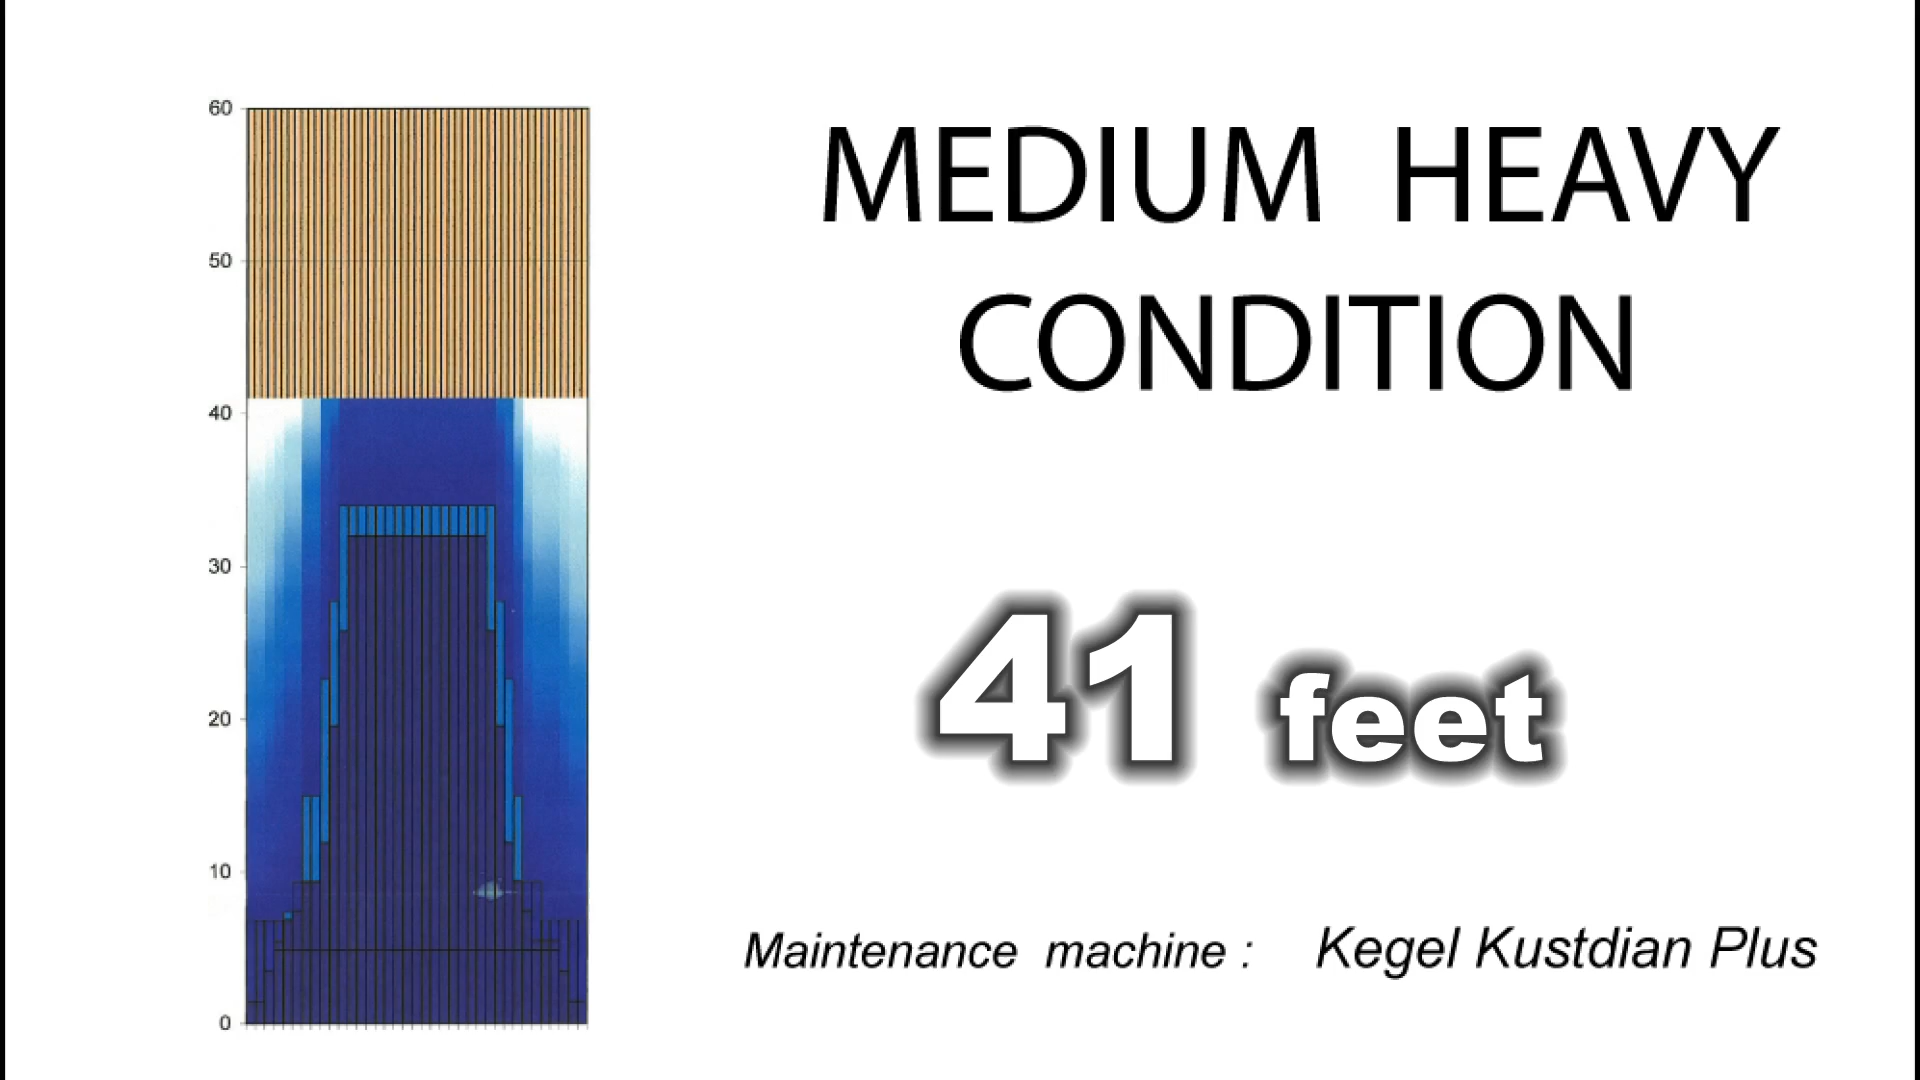 MEDIUM HEAVY
CONDITION
60
50
40
30
20
10
0
41 feet
Maintenance machine : Kegel Kustdian Plus